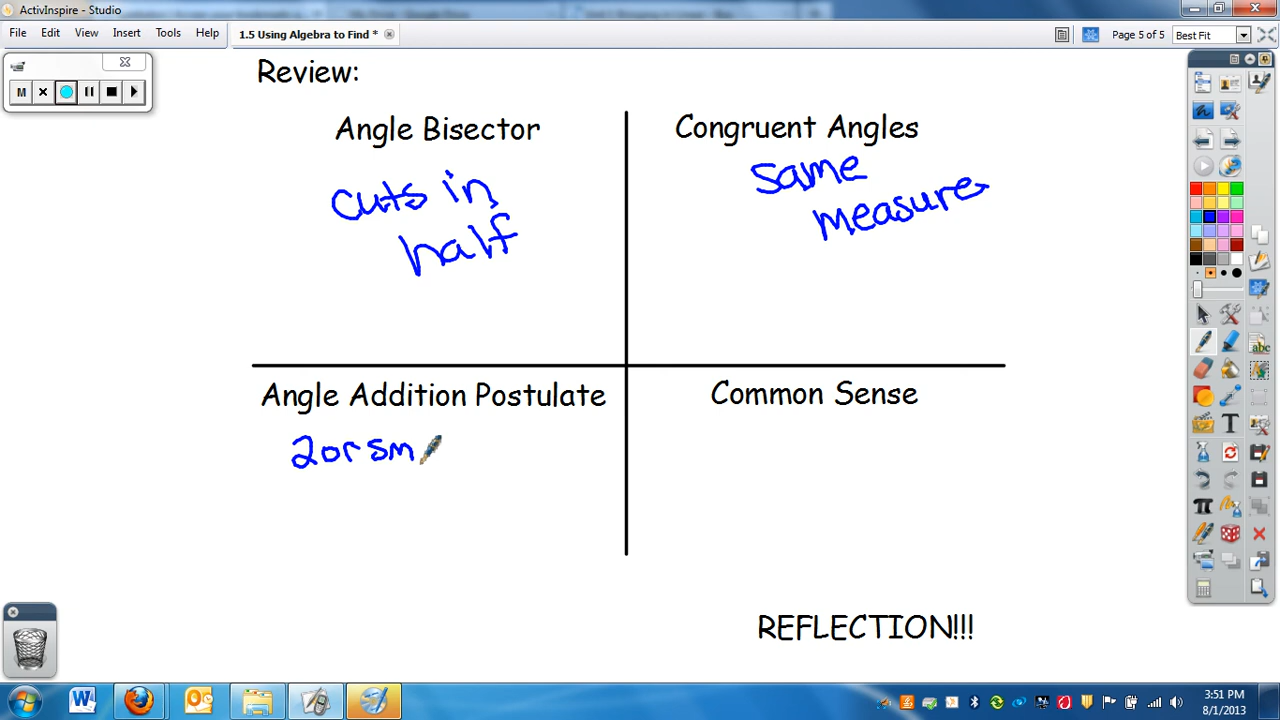 ActivInspire - Studio
File Edit View Insert Tools Help
1.5 Using Algebra to Find *
Page 5 of 5
Best Fit
Review:
Angle Bisector
cuts in
half
Congruent Angles
same
measure
Angle Addition Postulate
2 or sm
Common Sense
REFLECTION!!!
3:51 PM
8/1/2013